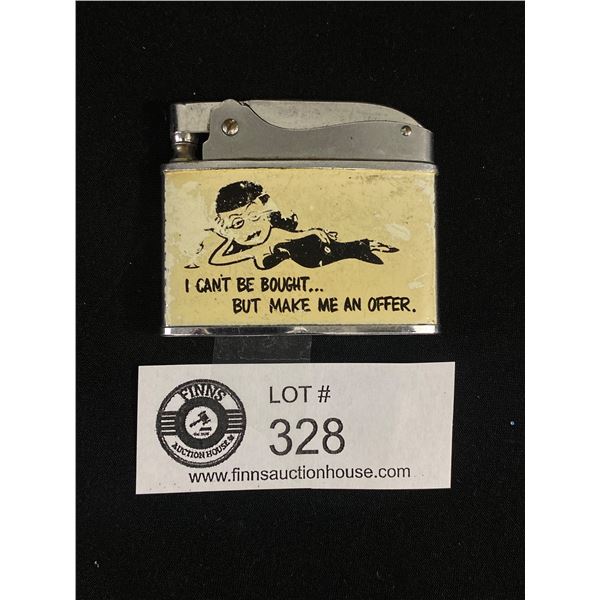 I CAN'T BE BOUGHT...
BUT MAKE ME AN OFFER.
FINNS
AUCTION HOUSE
LOT #
328
www.finnsauctionhouse.com